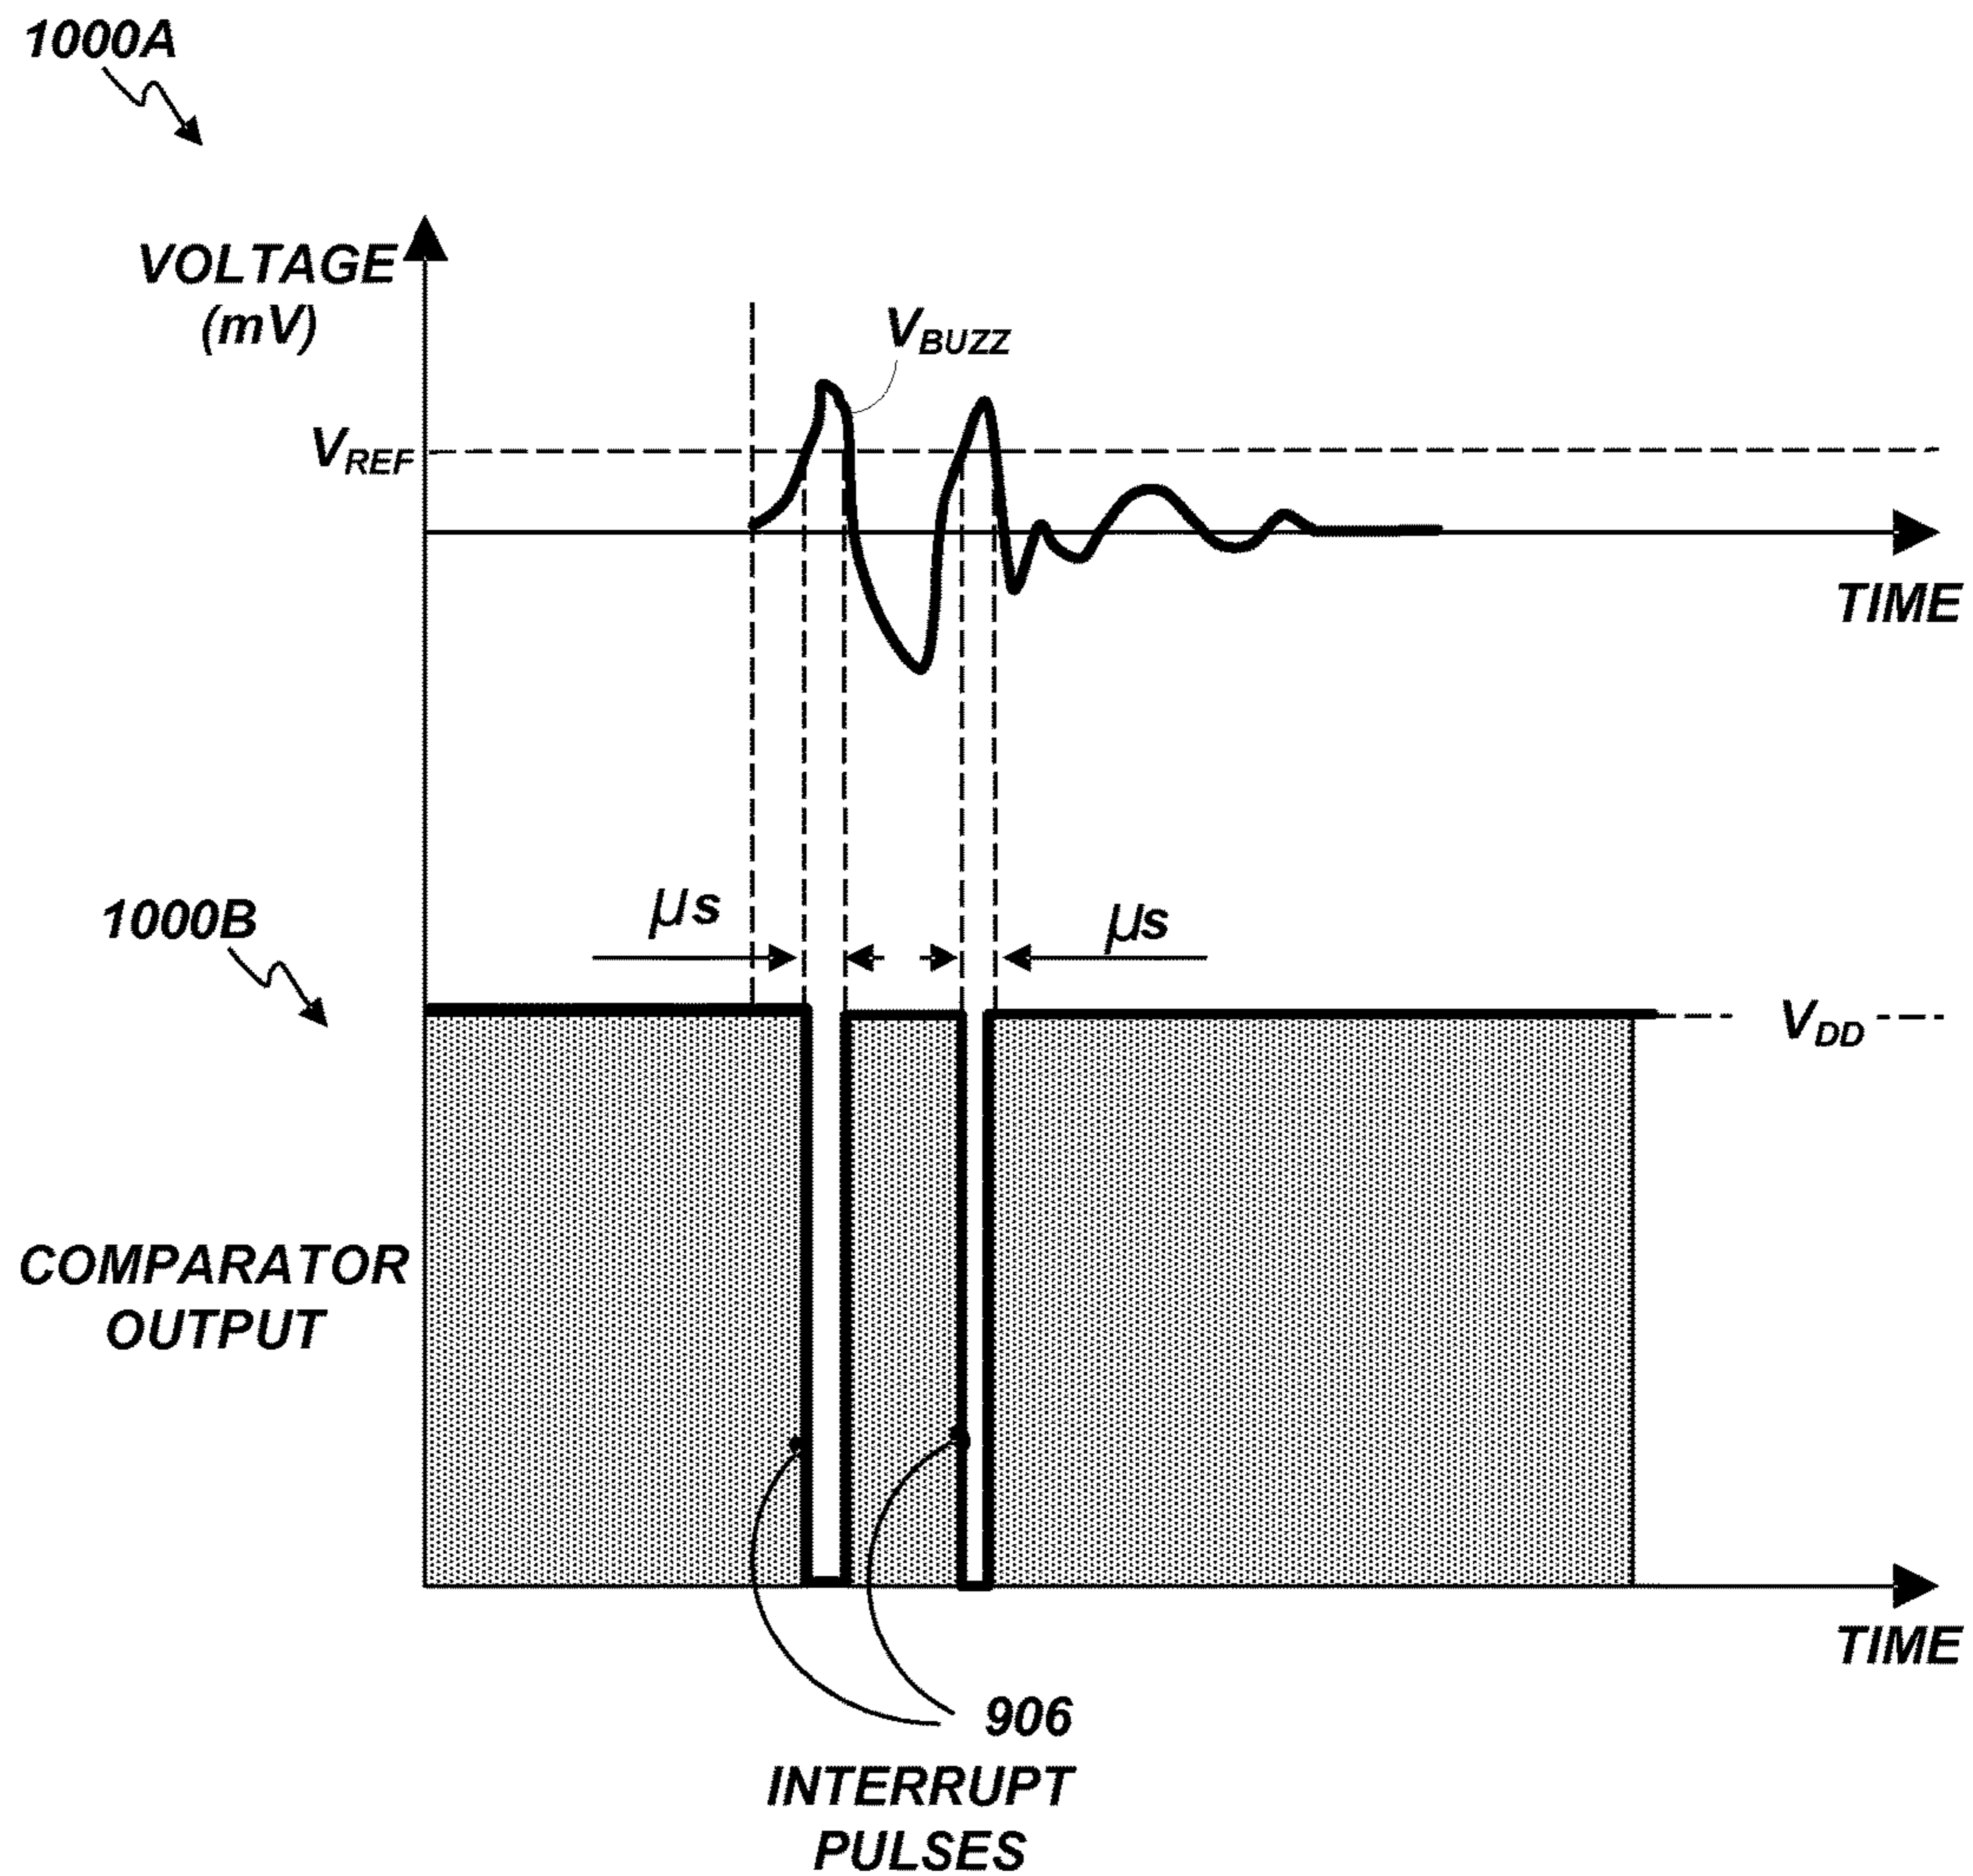 1000A
VOLTAGE
(mV)
VBUZZ
VREF
TIME
1000B
µs
µs
VDD
COMPARATOR
OUTPUT
TIME
906
INTERRUPT
PULSES